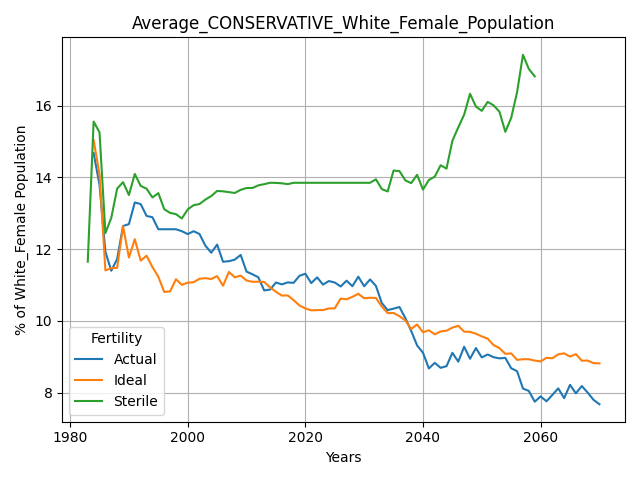 Average_CONSERVATIVE_White_Female_Population
% of White_Female Population
16
14
12
10
8
Fertility
Actual
Ideal
Sterile
1980
2000
2020
2040
2060
Years